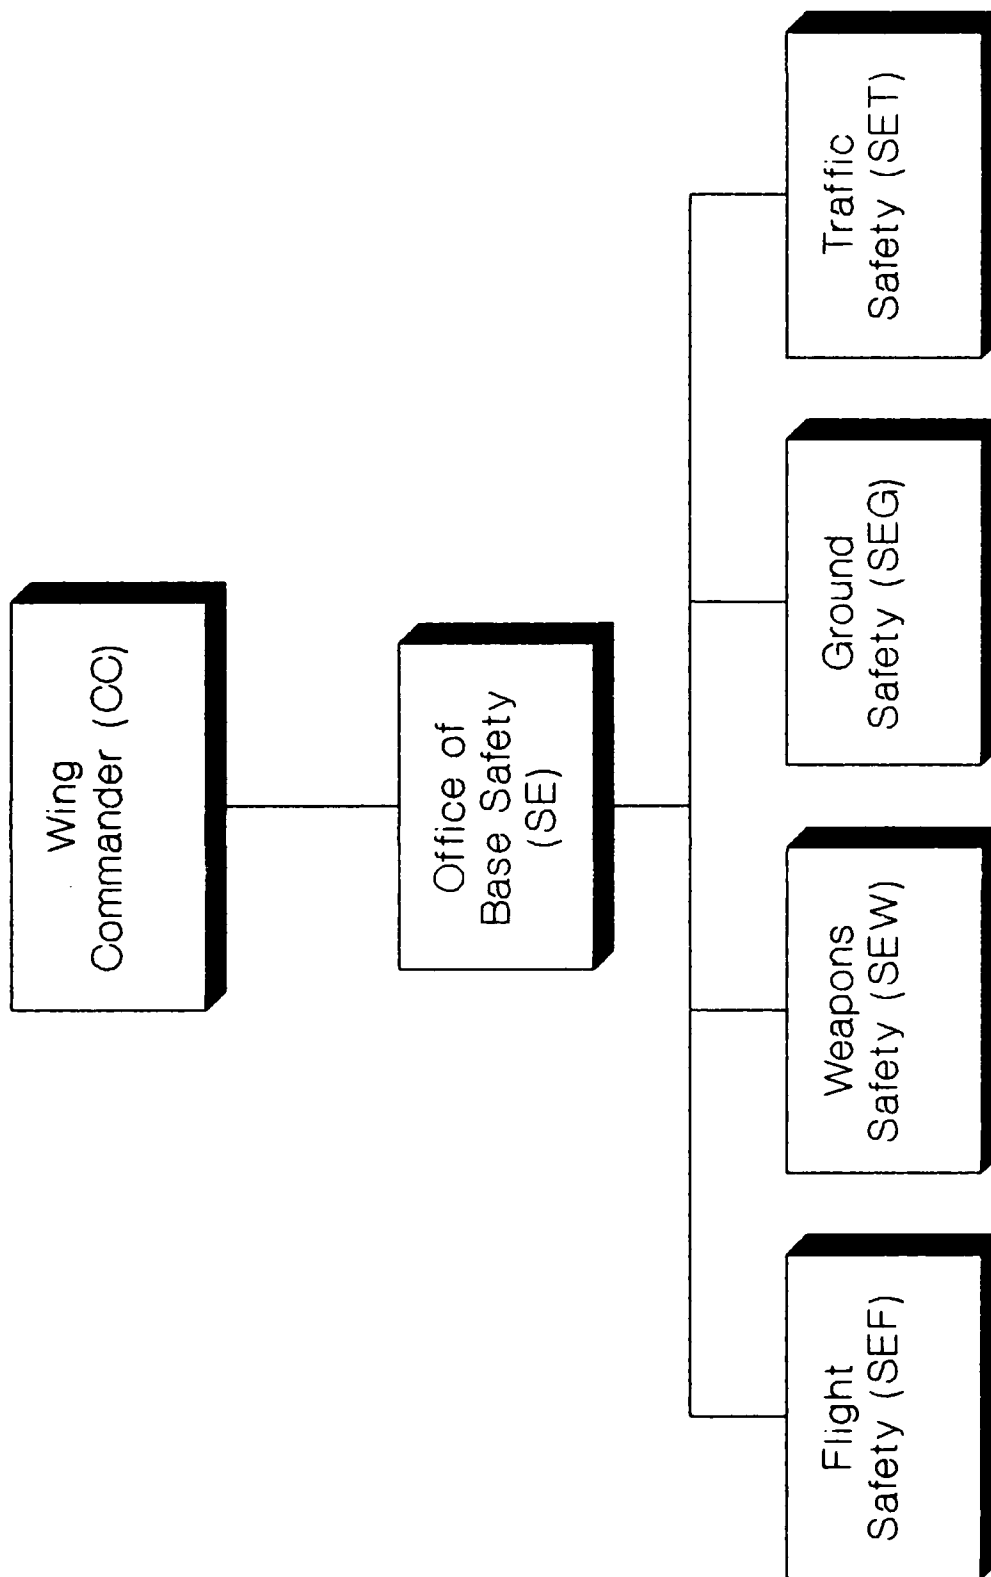 Wing
Commander (CC)
Office of
Base Safety
(SE)
Flight
Safety (SEF)
Weapons
Safety (SEW)
Ground
Safety (SEG)
Traffic
Safety (SET)